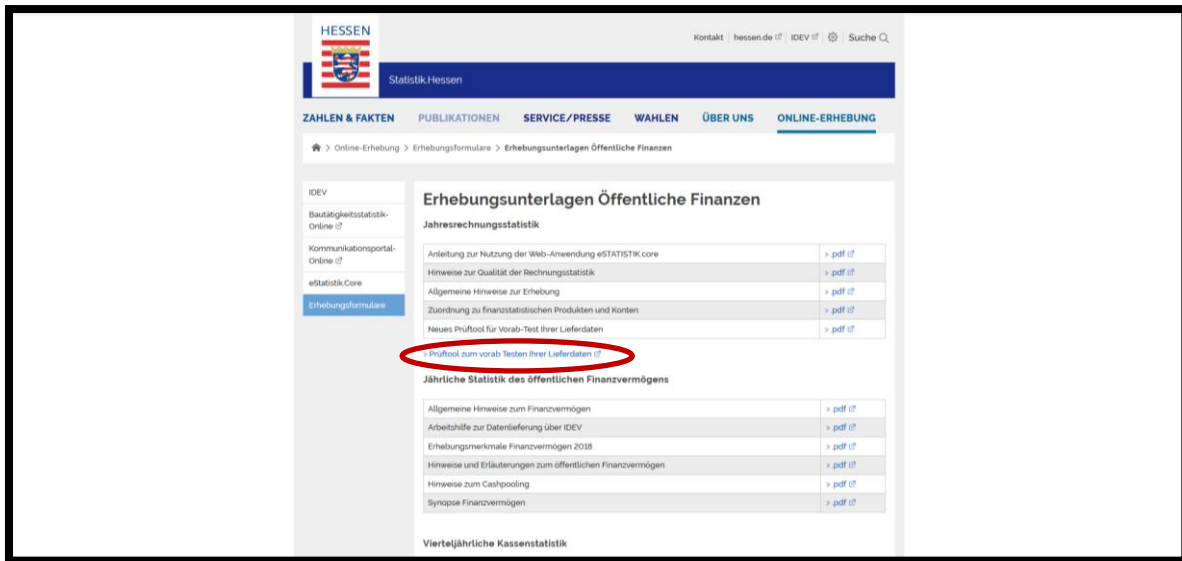 HESSEN
Kontakt hessen.de IDEV Suche
Statistik.Hessen
ZAHLEN & FAKTEN PUBLIKATIONEN SERVICE/PRESSE WAHLEN ÜBER UNS ONLINE-ERHEBUNG
> Online-Erhebung > Erhebungsformulare > Erhebungsunterlagen Öffentliche Finanzen
IDEV
Bautätigkeitsstatistik-
Online
Kommunikationsportal-
Online
eStatistik.Core
Erhebungsformulare
Erhebungsunterlagen Öffentliche Finanzen
Jahresrechnungsstatistik
Anleitung zur Nutzung der Web-Anwendung eSTATISTIK.core > pdf
Hinweise zur Qualität der Rechnungsstatistik > pdf
Allgemeine Hinweise zur Erhebung > pdf
Zuordnung zu finanzstatistischen Produkten und Konten > pdf
Neues Prüftool für Vorab-Test Ihrer Lieferdaten > pdf
> Prüftool zum vorab Testen Ihrer Lieferdaten
Jährliche Statistik des öffentlichen Finanzvermögens
Allgemeine Hinweise zum Finanzvermögen > pdf
Arbeitshilfe zur Datenlieferung über IDEV > pdf
Erhebungsmerkmale Finanzvermögen 2018 > pdf
Hinweise und Erläuterungen zum öffentlichen Finanzvermögen > pdf
Hinweise zum Cashpooling > pdf
Synopse Finanzvermögen > pdf
Vierteljährliche Kassenstatistik